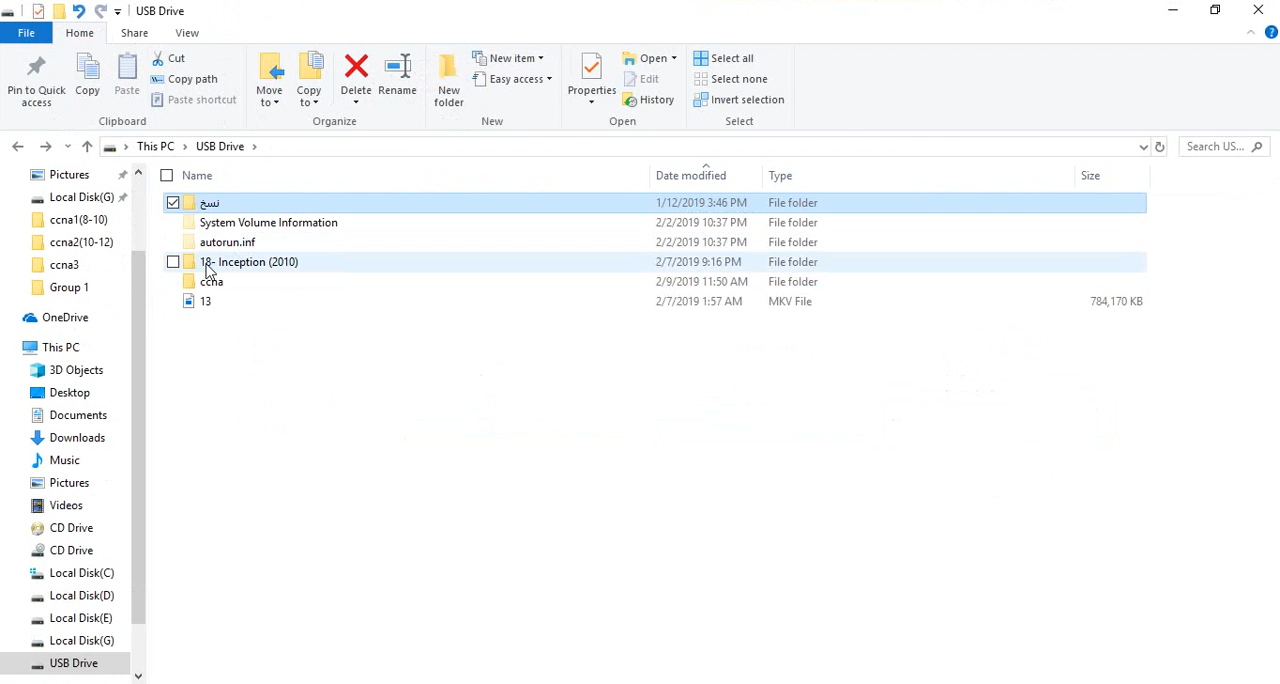 USB Drive
File Home Share View
Pin to Quick access
Copy
Paste
Cut
Copy path
Paste shortcut
Clipboard
Move to
Copy to
Delete
Rename
Organize
New folder
New item
Easy access
New
Properties
Open
Edit
History
Open
Select all
Select none
Invert selection
Select
This PC USB Drive
Search US...
Name Date modified Type Size
نسخ 1/12/2019 3:46 PM File folder
System Volume Information 2/2/2019 10:37 PM File folder
autorun.inf 2/2/2019 10:37 PM File folder
18- Inception (2010) 2/7/2019 9:16 PM File folder
ccna 2/9/2019 11:50 AM File folder
13 2/7/2019 1:57 AM MKV File 784,170 KB
Pictures
Local Disk(G)
ccna1(8-10)
ccna2(10-12)
ccna3
Group 1
OneDrive
This PC
3D Objects
Desktop
Documents
Downloads
Music
Pictures
Videos
CD Drive
CD Drive
Local Disk(C)
Local Disk(D)
Local Disk(E)
Local Disk(G)
USB Drive